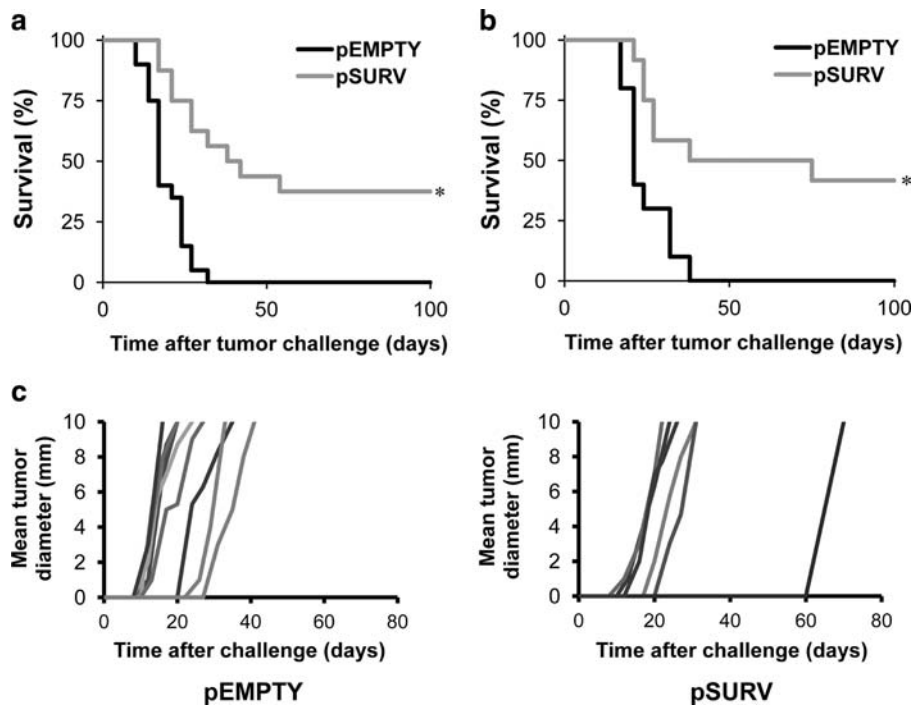 a
100
75
50
25
0
Survival (%)
pEMPTY
pSURV
*
0 50 100
Time after tumor challenge (days)
b
100
75
50
25
0
Survival (%)
pEMPTY
pSURV
*
0 50 100
Time after tumor challenge (days)
c
10
8
6
4
2
0
Mean tumor
diameter (mm)
0 20 40 60 80
Time after challenge (days)
pEMPTY
10
8
6
4
2
0
Mean tumor
diameter (mm)
0 20 40 60 80
Time after challenge (days)
pSURV